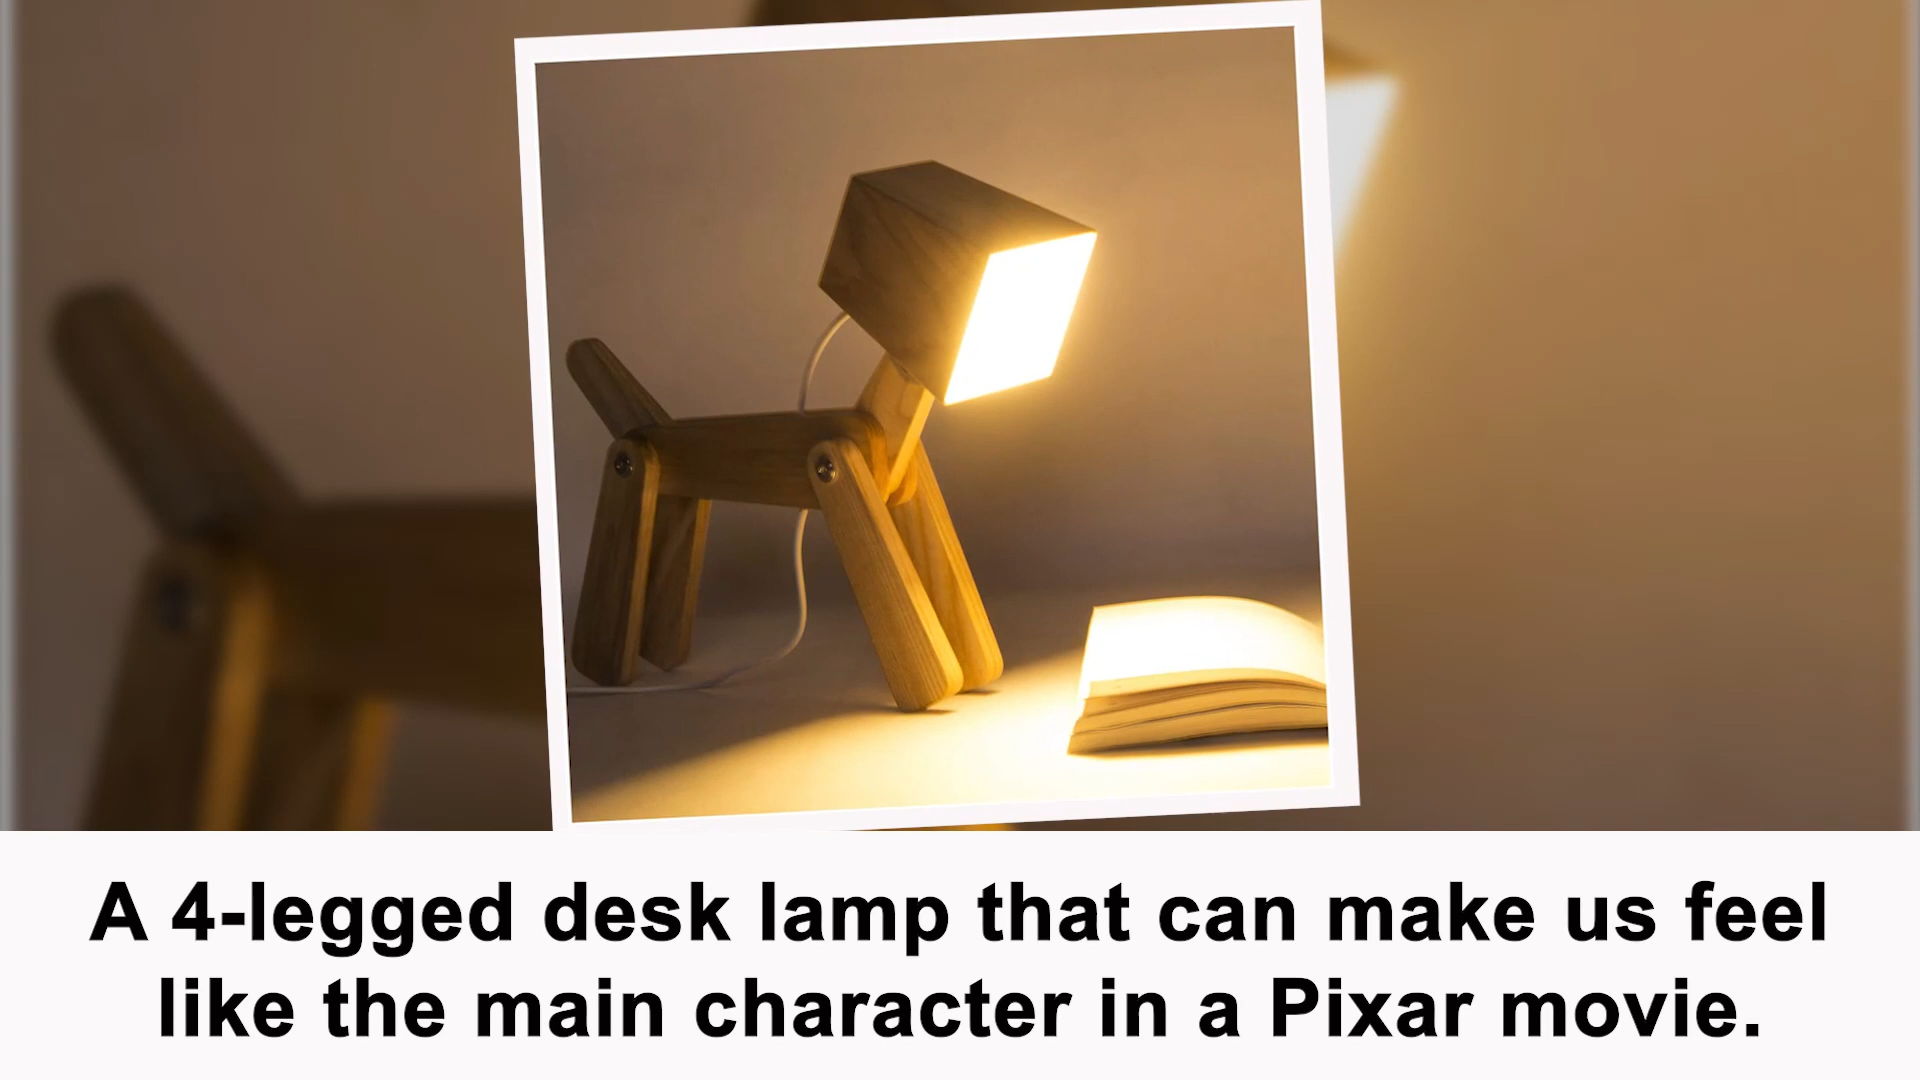 A 4-legged desk lamp that can make us feel
like the main character in a Pixar movie.